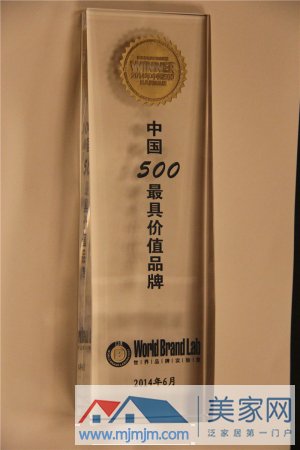 WINNER
中国
500
最具价值品牌
World Brand Lab
世界品牌实验室
2014年6月
美家网
www.mjmjm.com
泛家居第一门户